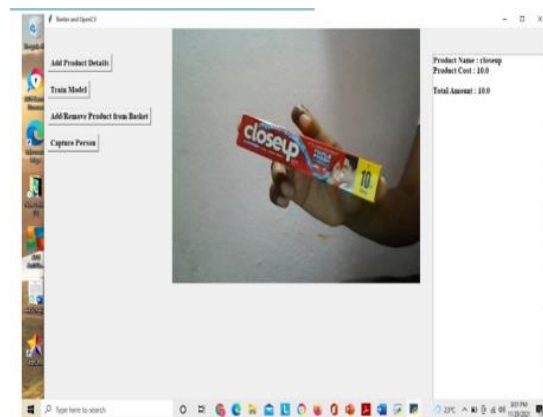 Tkinter and OpenCV
Add Product Details
Train Model
Add/Remove Product from Basket
Capture Person
closeup
10
Product Name : closeup
Product Cost : 10.0
Total Amount : 10.0
Type here to search
23°C